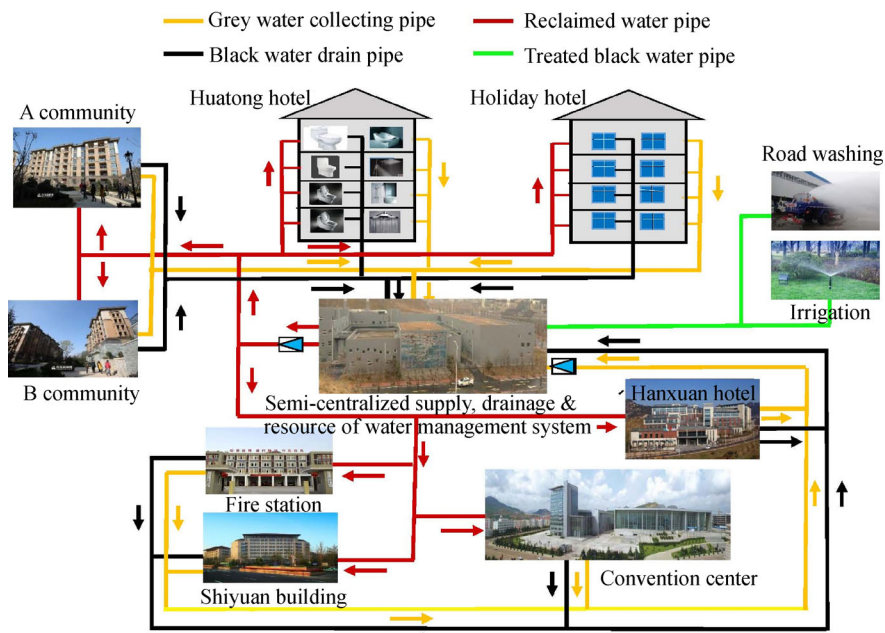 Grey water collecting pipe
Reclaimed water pipe
Black water drain pipe
Treated black water pipe
A community
Huatong hotel
Holiday hotel
Road washing
Irrigation
B community
Semi-centralized supply, drainage &
resource of water management system
Hanxuan hotel
Fire station
Shiyuan building
Convention center